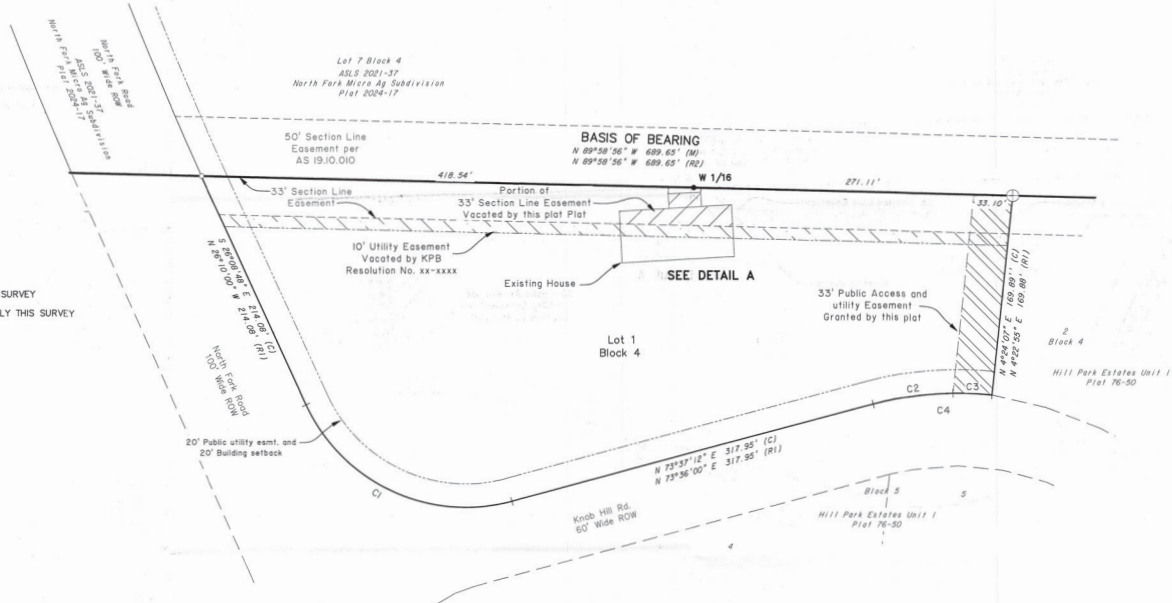 North Fork Road
100' Wide ROW
ASLS 2021-37
North Fork Micro Ag Subdivision
Plat 2024-17
Lot 7 Block 4
ASLS 2021-37
North Fork Micro Ag Subdivision
Plat 2024-17
50' Section Line
Easement per
AS 19.10.010
BASIS OF BEARING
N 89°58'56" W 689.65' (M)
N 89°58'56" W 689.65' (R2)
418.54'
W 1/16
271.11'
33' Section Line
Easement
Portion of
33' Section Line Easement
Vacated by this plat Plat
33.10'
10' Utility Easement
Vacated by KPB
Resolution No. xx-xxxx
Existing House
SEE DETAIL A
SURVEY
LY THIS SURVEY
S 26°08'48" E 214.08' (C)
N 26°10'00" W 214.08' (R1)
33' Public Access and
utility Easement
Granted by this plat
N 4°24'07" E 169.89' (C)
N 4°22'55" E 169.88' (R1)
Lot 1
Block 4
2
Block 4
Hill Park Estates Unit 1
Plat 76-50
North Fork Road
100' Wide ROW
C2
C3
C4
20' Public utility esmt. and
20' Building setback
N 73°37'12" E 317.95' (C)
N 73°36'00" E 317.95' (R1)
C1
Knob Hill Rd.
60' Wide ROW
Block 5
5
Hill Park Estates Unit 1
Plat 76-50
4